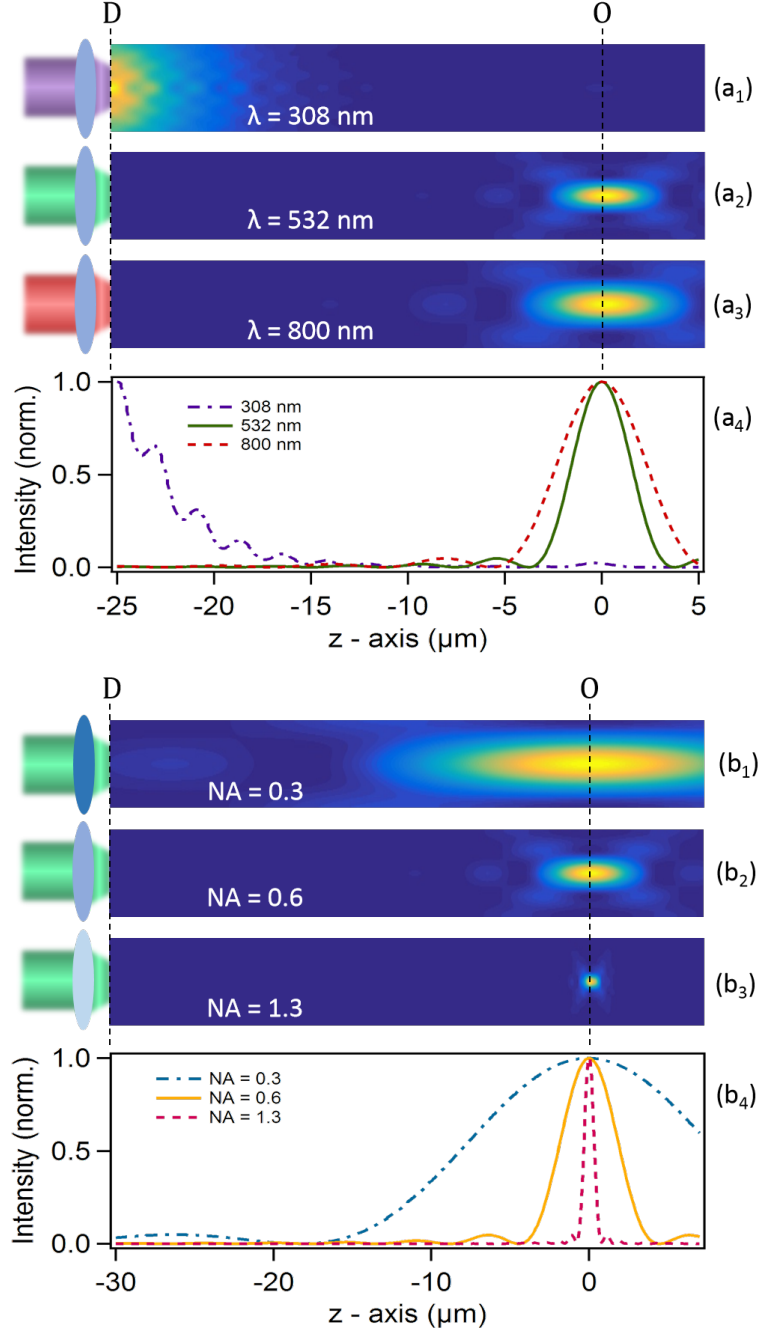 D O
(a₁)
λ = 308 nm
(a₂)
λ = 532 nm
(a₃)
λ = 800 nm
(a₄)
Intensity (norm.)
1.0
0.5
0.0
308 nm
532 nm
800 nm
-25 -20 -15 -10 -5 0 5
z - axis (μm)
D O
(b₁)
NA = 0.3
(b₂)
NA = 0.6
(b₃)
NA = 1.3
(b₄)
Intensity (norm.)
1.0
0.5
0.0
NA = 0.3
NA = 0.6
NA = 1.3
-30 -20 -10 0
z - axis (μm)